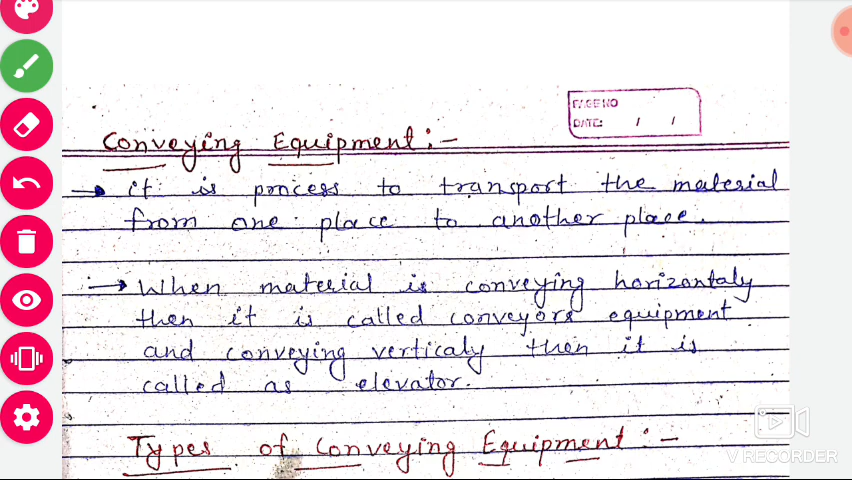 PAGE NO
DATE: / /
Conveying Equipment :-
→ it is process to transport the material
from one place to another place.
→ When material is conveying horizontaly
then it is called conveyors equipment
and conveying verticaly then it is
called as elevator.
Types of Conveying Equipment :-
V RECORDER